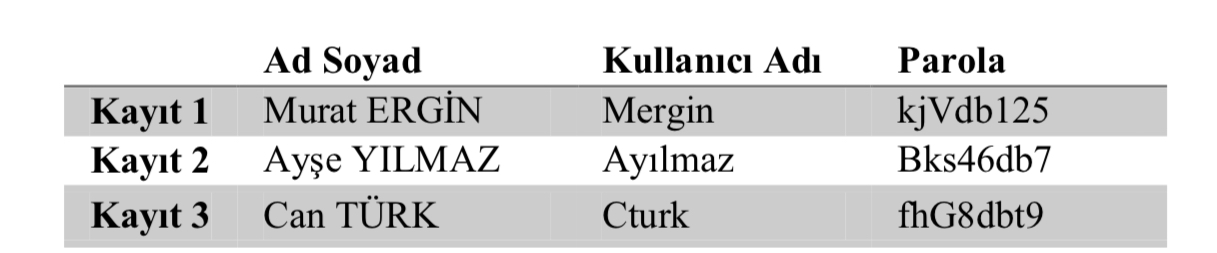 Ad Soyad Kullanıcı Adı Parola
Kayıt 1 Murat ERGİN Mergin kjVdb125
Kayıt 2 Ayşe YILMAZ Ayılmaz Bks46db7
Kayıt 3 Can TÜRK Cturk fhG8dbt9